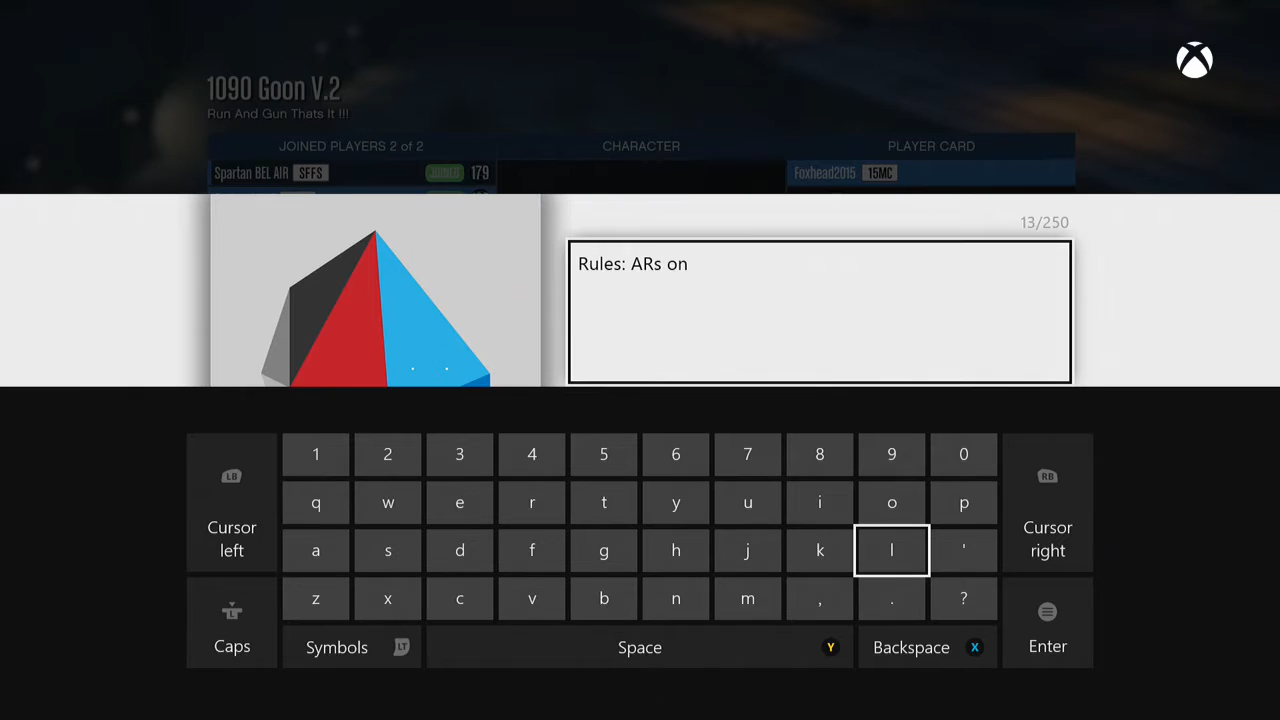 1090 Goon V.2
Run And Gun Thats It !!!
JOINED PLAYERS 2 of 2 CHARACTER PLAYER CARD
Spartan BEL AIR SFFS JOINED 179 Foxhead2015 15MC
13/250
Rules: ARs on
1 2 3 4 5 6 7 8 9 0
LB Cursor left
q w e r t y u i o p
RB Cursor right
a s d f g h j k l '
z x c v b n m , . ?
L Caps
Symbols LT Space Y Backspace X
Enter